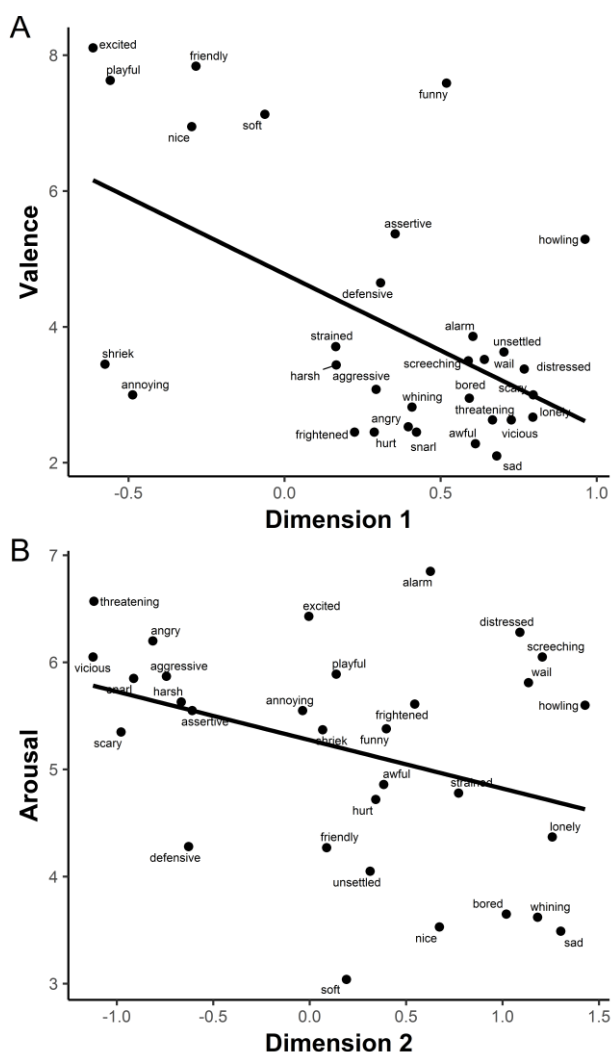 A
excited
friendly
playful
funny
soft
nice
assertive
howling
defensive
alarm
strained
unsettled
shriek
screeching
wail
distressed
harsh
aggressive
annoying
bored
scary
whining
threatening
lonely
angry
frightened
hurt
snarl
awful
vicious
sad
Valence
8
6
4
2
-0.5
0.0
0.5
1.0
Dimension 1
B
alarm
threatening
excited
distressed
angry
screeching
vicious
aggressive
playful
wail
snarl
harsh
annoying
frightened
howling
assertive
shriek
funny
scary
awful
strained
hurt
lonely
friendly
defensive
unsettled
bored
whining
nice
sad
soft
Arousal
7
6
5
4
3
-1.0
-0.5
0.0
0.5
1.0
1.5
Dimension 2